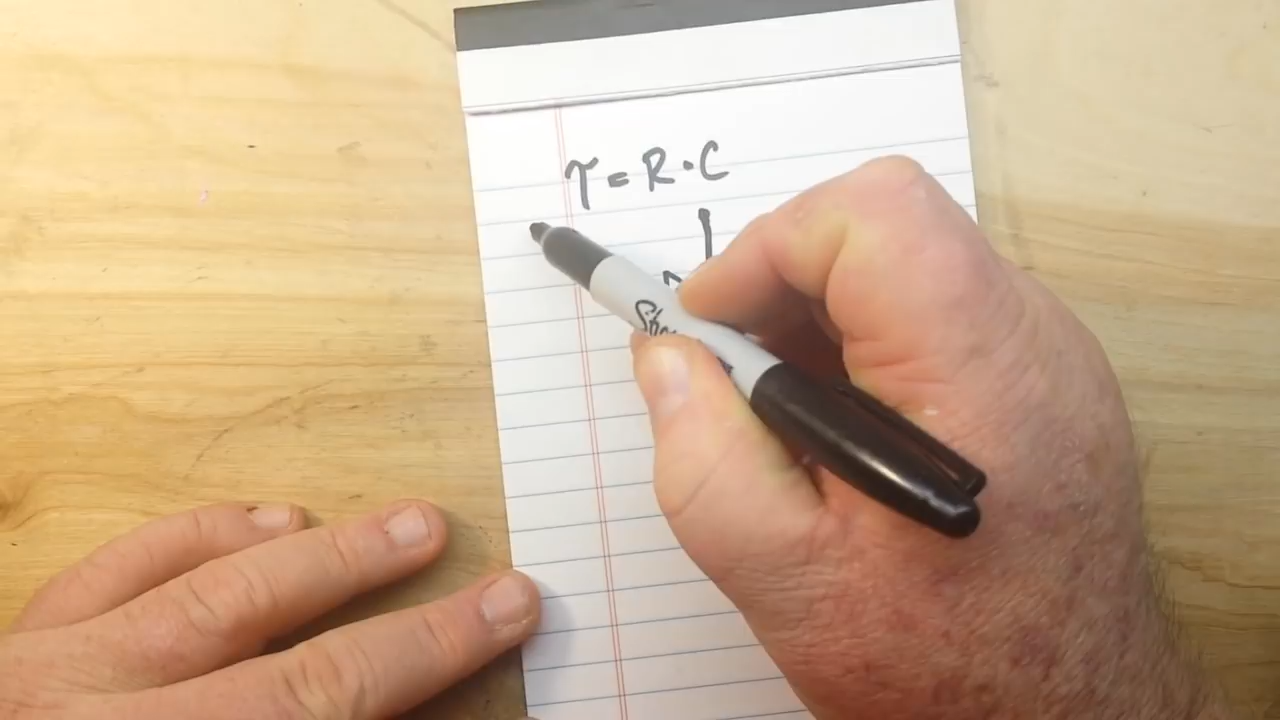 τ = R·C